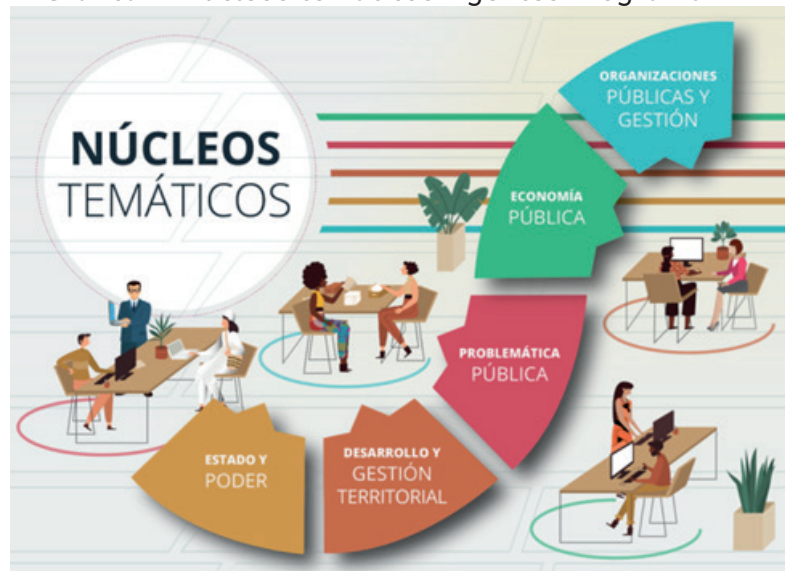 NÚCLEOS
TEMÁTICOS
ORGANIZACIONES
PÚBLICAS Y
GESTIÓN
ECONOMÍA
PÚBLICA
PROBLEMÁTICA
PÚBLICA
DESARROLLO Y
GESTIÓN
TERRITORIAL
ESTADO Y
PODER